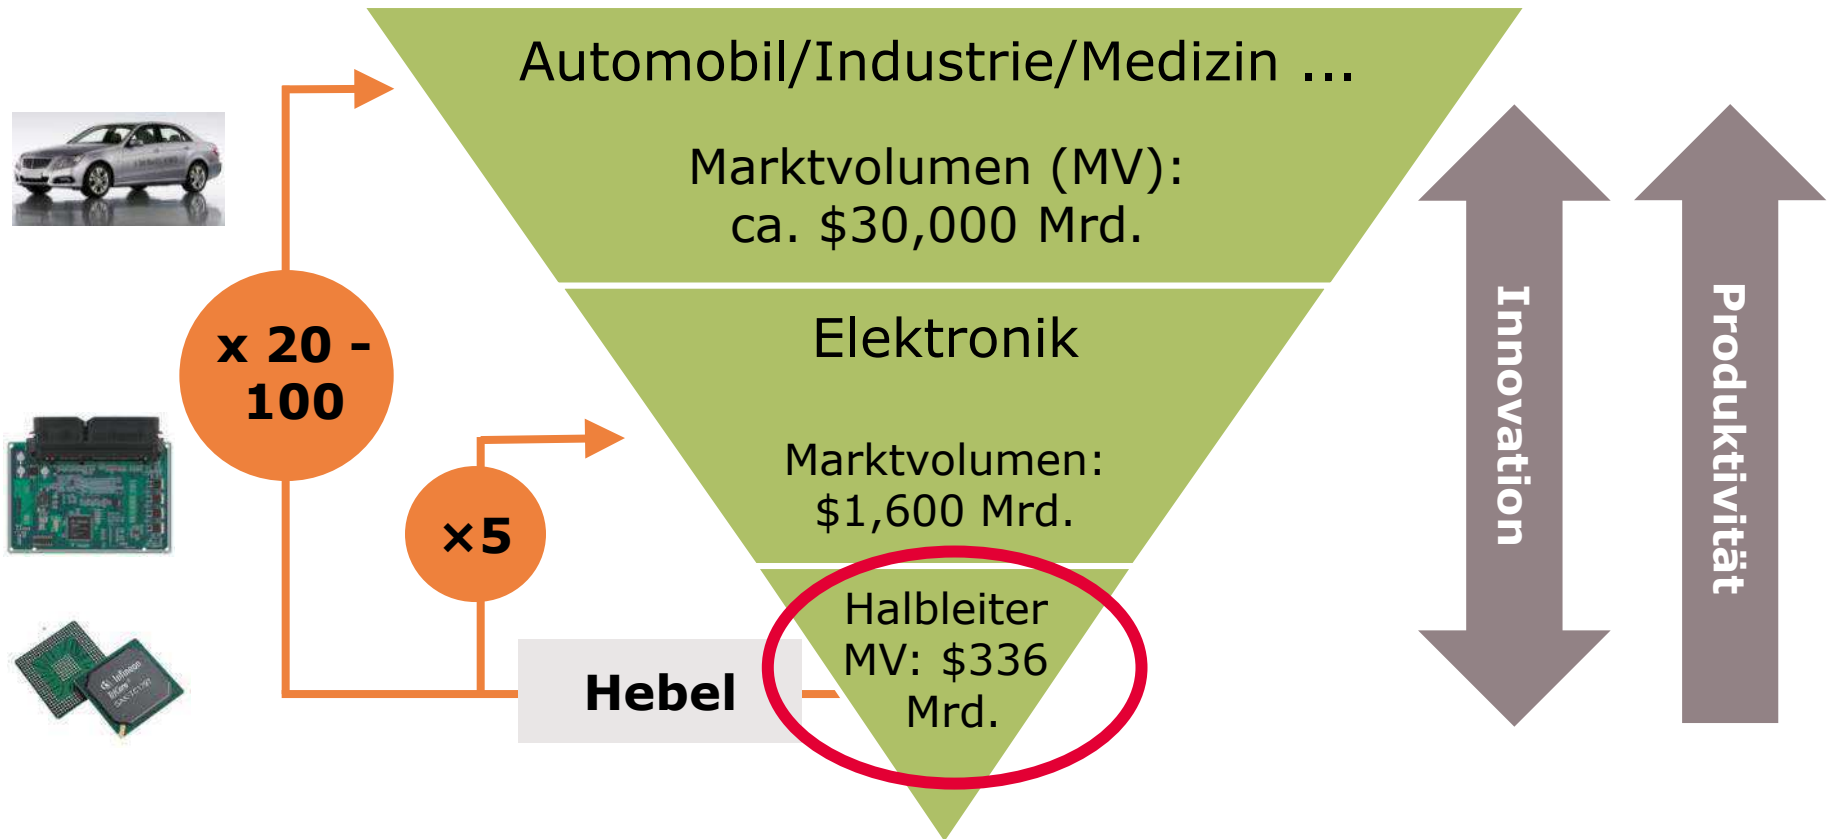 Automobil/Industrie/Medizin ...
Marktvolumen (MV):
ca. $30,000 Mrd.
x 20 -
100
Elektronik
Marktvolumen:
$1,600 Mrd.
×5
Halbleiter
MV: $336
Mrd.
Hebel
Innovation
Produktivität
Infineon